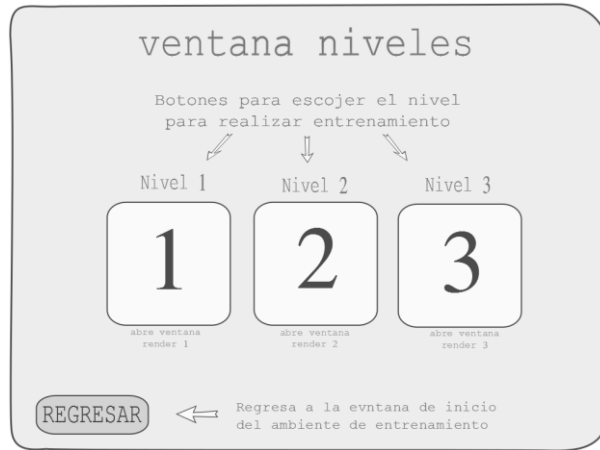 ventana niveles
Botones para escojer el nivel
para realizar entrenamiento
Nivel 1 Nivel 2 Nivel 3
1 2 3
abre ventana abre ventana abre ventana
render 1 render 2 render 3
REGRESAR
Regresa a la evntana de inicio
del ambiente de entrenamiento